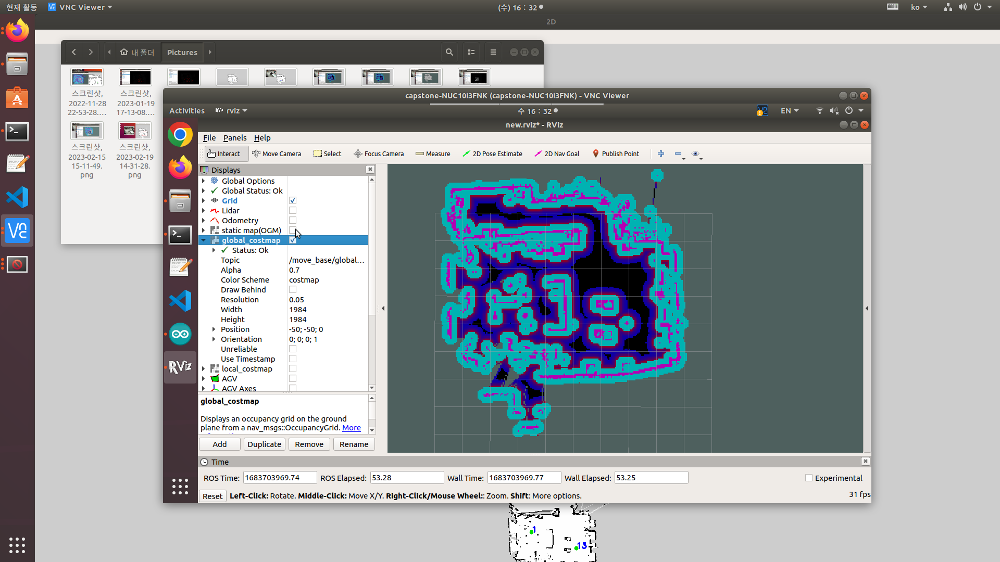 현재 활동
VNC Viewer
(수) 16 : 32
ko
2D
내 폴더
Pictures
스크린샷,
2022-11-28
22-53-28.…
스크린샷,
2023-01-19
17-13-08.…
스크린샷,
2023-02-15
15-11-49.
png
스크린샷,
2023-02-19
14-31-28.
png
capstone-NUC10i3FNK (capstone-NUC10i3FNK) - VNC Viewer
Activities
RViz
rviz
수 16 : 32
EN
new.rviz* - RViz
File Panels Help
Interact Move Camera Select Focus Camera Measure 2D Pose Estimate 2D Nav Goal Publish Point
Displays
Global Options
Global Status: Ok
Grid
Lidar
Odometry
static map(OGM)
global_costmap
Status: Ok
Topic /move_base/global…
Alpha 0.7
Color Scheme costmap
Draw Behind
Resolution 0.05
Width 1984
Height 1984
Position -50; -50; 0
Orientation 0; 0; 0; 1
Unreliable
Use Timestamp
local_costmap
AGV
AGV Axes
global_costmap
Displays an occupancy grid on the ground
plane from a nav_msgs::OccupancyGrid. More
Add Duplicate Remove Rename
Time
ROS Time: 1683703969.74 ROS Elapsed: 53.28 Wall Time: 1683703969.77 Wall Elapsed: 53.25 Experimental
Reset Left-Click: Rotate. Middle-Click: Move X/Y. Right-Click/Mouse Wheel:: Zoom. Shift: More options. 31 fps
RViz
1
13